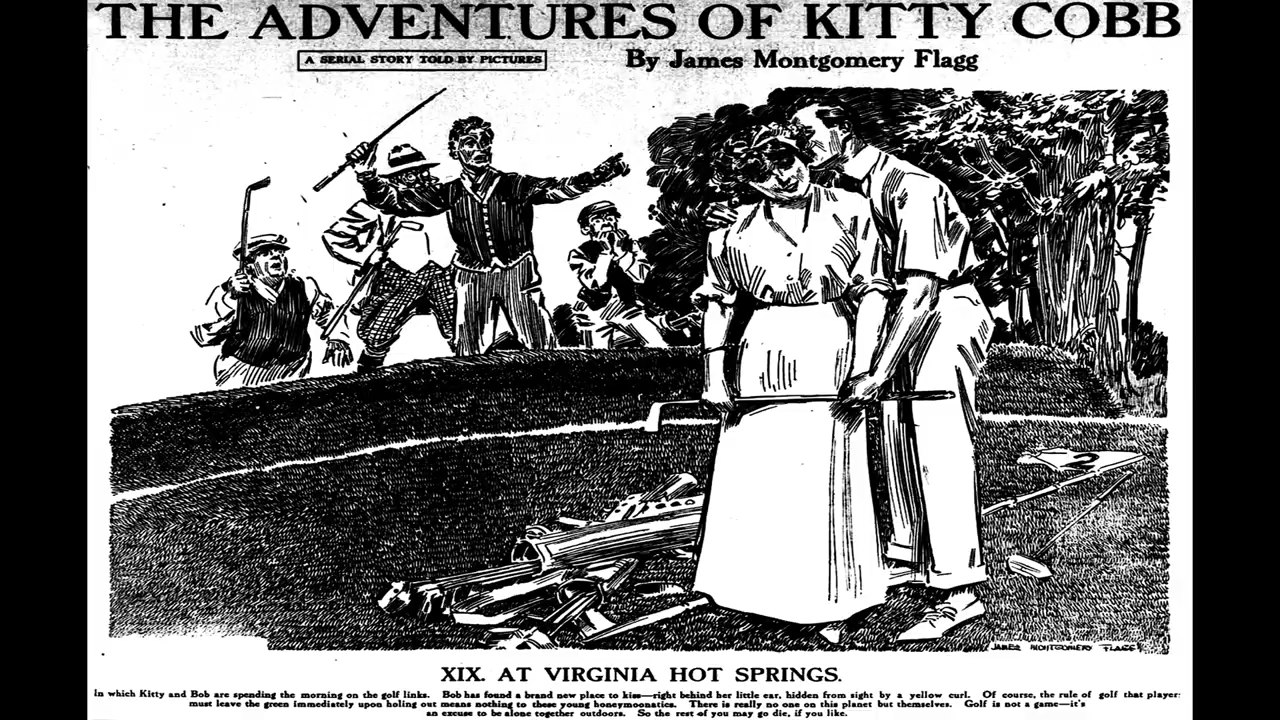 THE ADVENTURES OF KITTY COBB
A SERIAL STORY TOLD BY PICTURES
By James Montgomery Flagg
2
JAMES MONTGOMERY FLAGG
XIX. AT VIRGINIA HOT SPRINGS.
In which Kitty and Bob are spending the morning on the golf links. Bob has found a brand new place to kiss—right behind her little ear, hidden from sight by a yellow curl. Of course, the rule of golf that player:
must leave the green immediately upon holing out means nothing to these young honeymoonatics. There is really no one on this planet but themselves. Golf is not a game—it's
an excuse to be alone together outdoors. So the rest of you may go die, if you like.